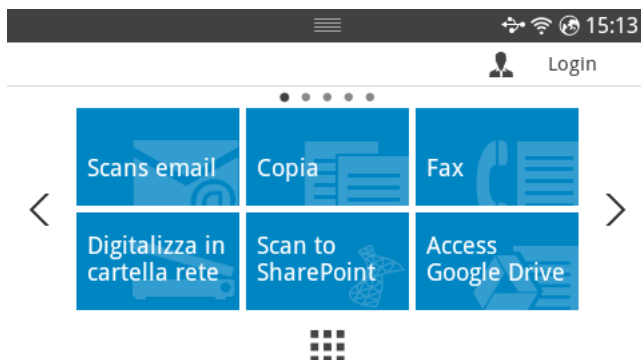 15:13
Login
Scans email
Copia
Fax
Digitalizza in
cartella rete
Scan to
SharePoint
Access
Google Drive